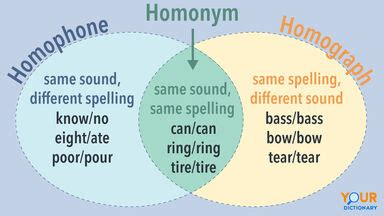 Homonym
Homophone
same sound,
different spelling
know/no
eight/ate
poor/pour
same sound,
same spelling
can/can
ring/ring
tire/tire
Homograph
same spelling,
different sound
bass/bass
bow/bow
tear/tear
YOUR
DICTIONARY